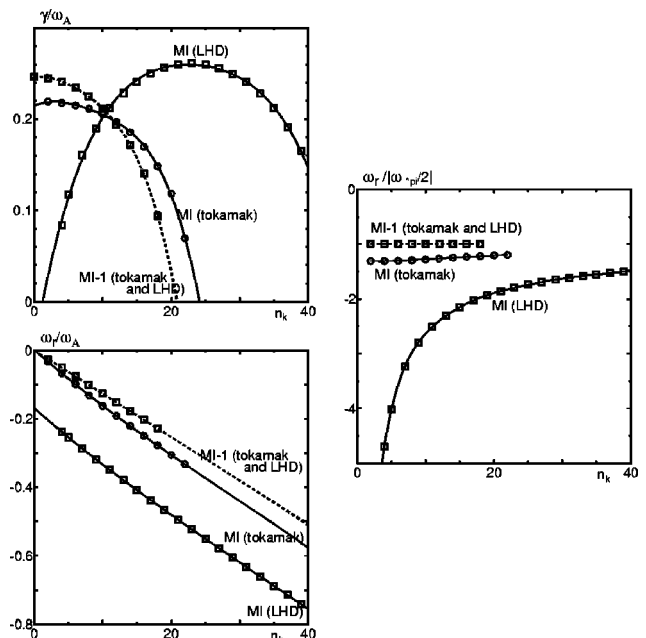 γ/ω_A
MI (LHD)
0.2
MI (tokamak)
0.1
MI-1 (tokamak
and LHD)
0
0
20
n_k
40
ω_r/ω_A
0
-0.2
MI-1 (tokamak
and LHD)
-0.4
MI (tokamak)
-0.6
MI (LHD)
-0.8
0
20
n_k
40
ω_r/|ω_*pi/2|
0
MI-1 (tokamak and LHD)
MI (tokamak)
-2
MI (LHD)
-4
0
20
n_k
40